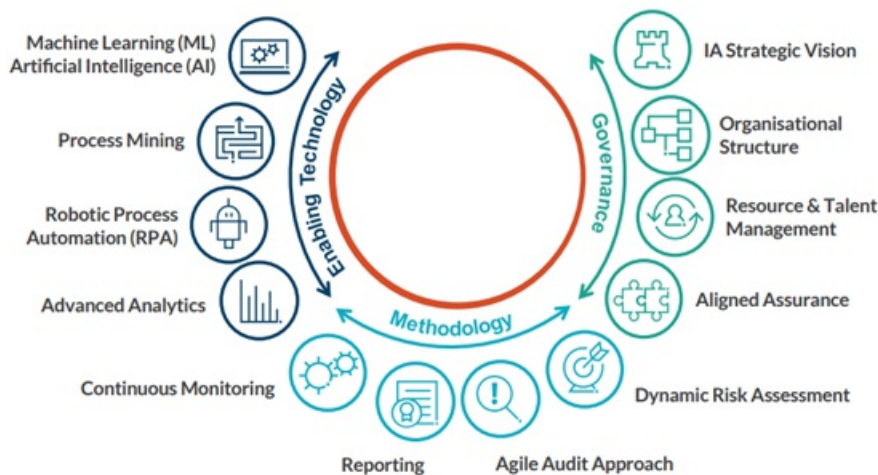 Machine Learning (ML)
Artificial Intelligence (AI)
Process Mining
Robotic Process
Automation (RPA)
Advanced Analytics
Continuous Monitoring
Reporting
Agile Audit Approach
Dynamic Risk Assessment
Aligned Assurance
Resource & Talent
Management
Organisational
Structure
IA Strategic Vision
Enabling Technology
Methodology
Governance